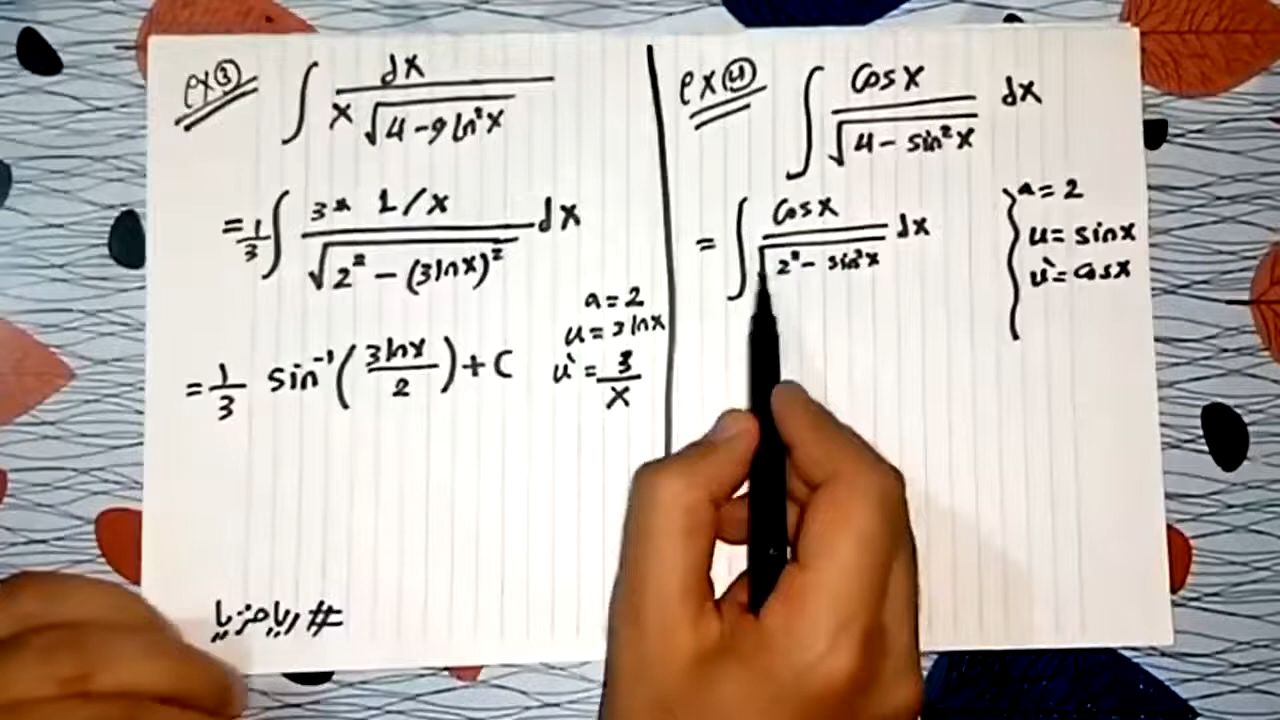 ex③ ∫ dx / x√(4-9ln²x)
= 1/3 ∫ 3* 1/x / √(2² - (3lnx)²) dx
a = 2
u = 3lnx
u` = 3/x
= 1/3 sin⁻¹(3lnx/2) + C
#رياضزيا
ex④ ∫ cosx / √(4 - sin²x) dx
= ∫ cosx / √(2² - sin²x) dx
a = 2
u = sinx
u` = cosx